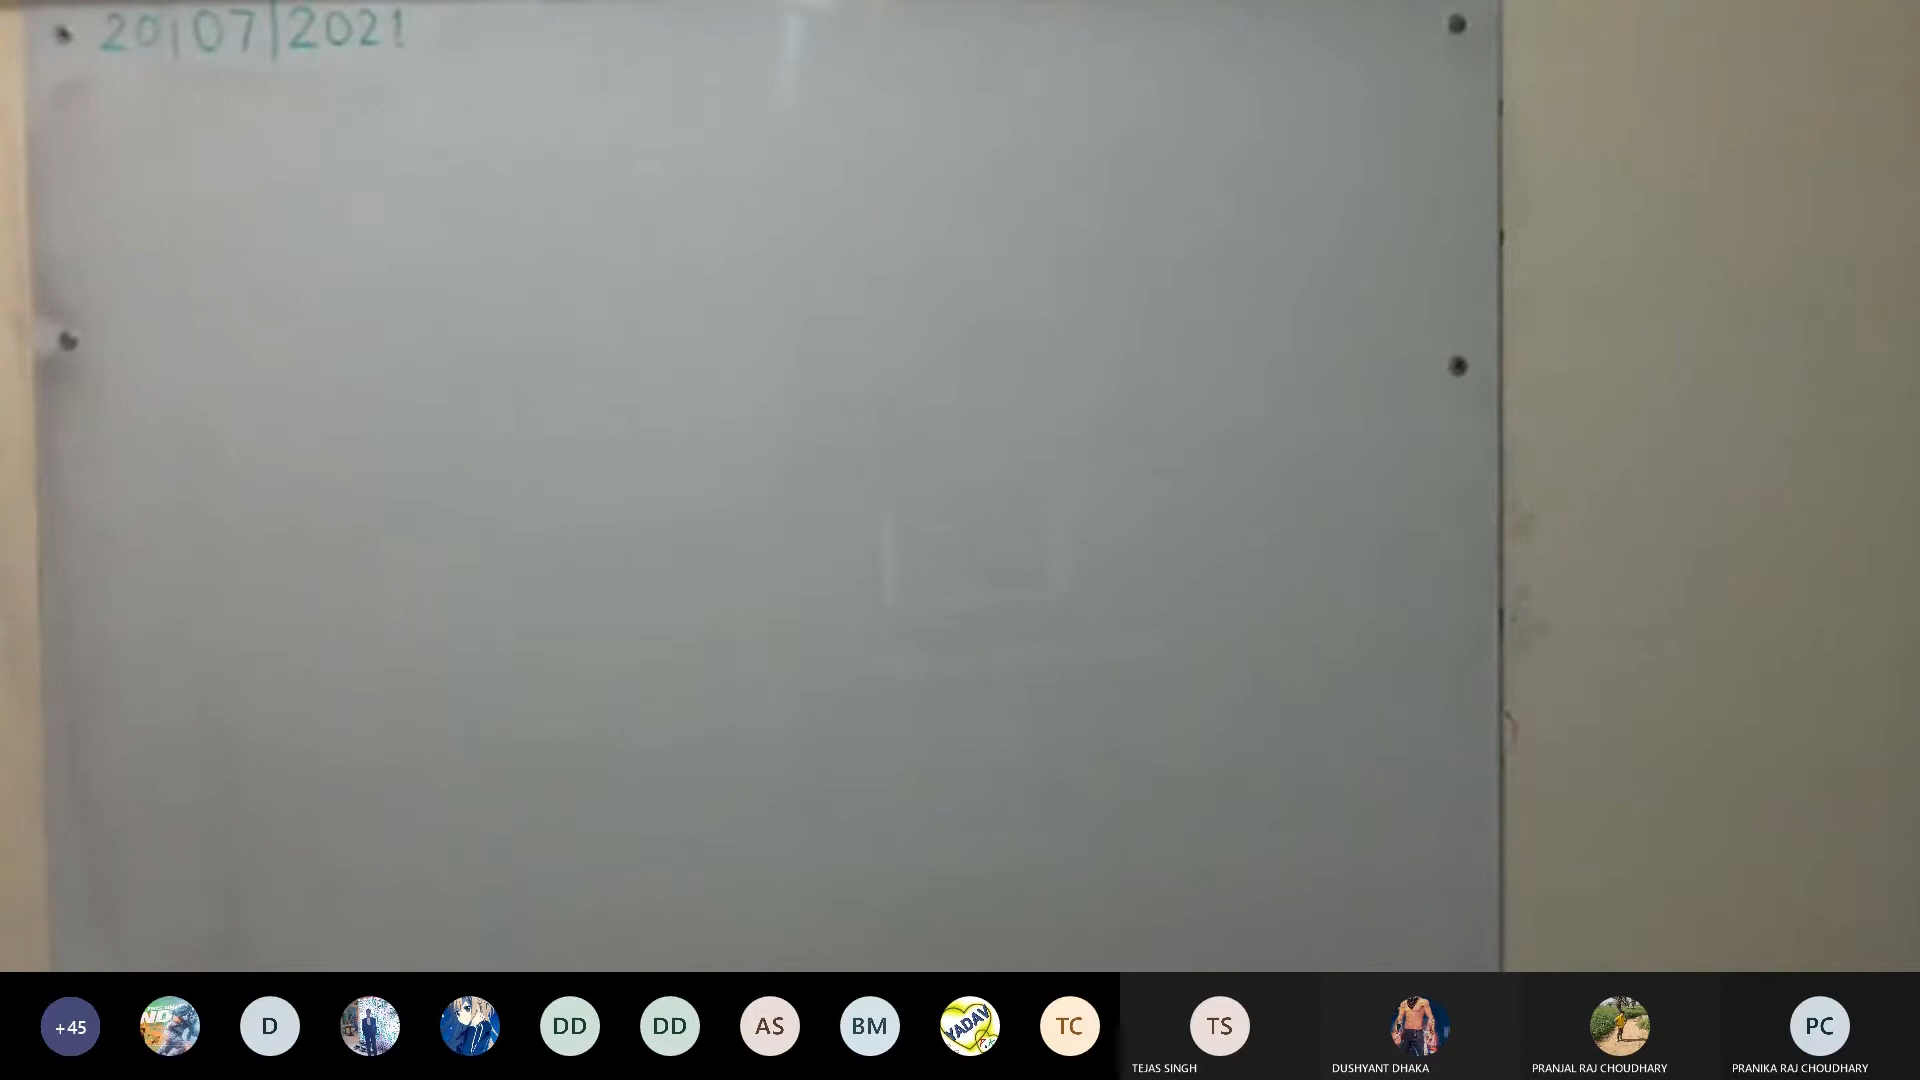 20/07/2021
+45
D
DD
DD
AS
BM
YADAV
TC
TS
PC
TEJAS SINGH
DUSHYANT DHAKA
PRANJAL RAJ CHOUDHARY
PRANIKA RAJ CHOUDHARY